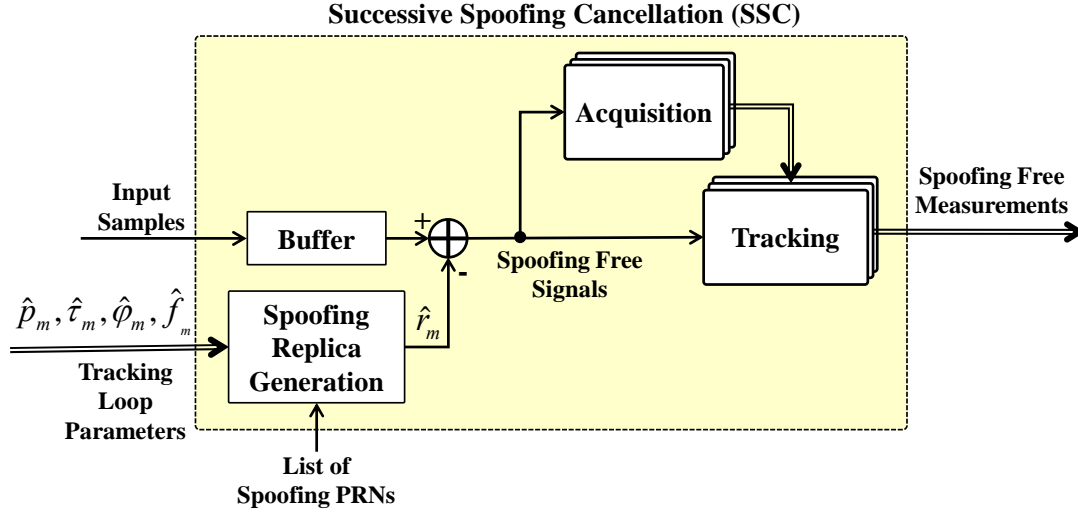 Successive Spoofing Cancellation (SSC)
Acquisition
Input
Samples
Buffer
+
-
Spoofing Free
Signals
Tracking
Spoofing Free
Measurements
p̂ₘ, τ̂ₘ, φ̂ₘ, f̂ₘ
Tracking
Loop
Parameters
Spoofing
Replica
Generation
r̂ₘ
List of
Spoofing PRNs